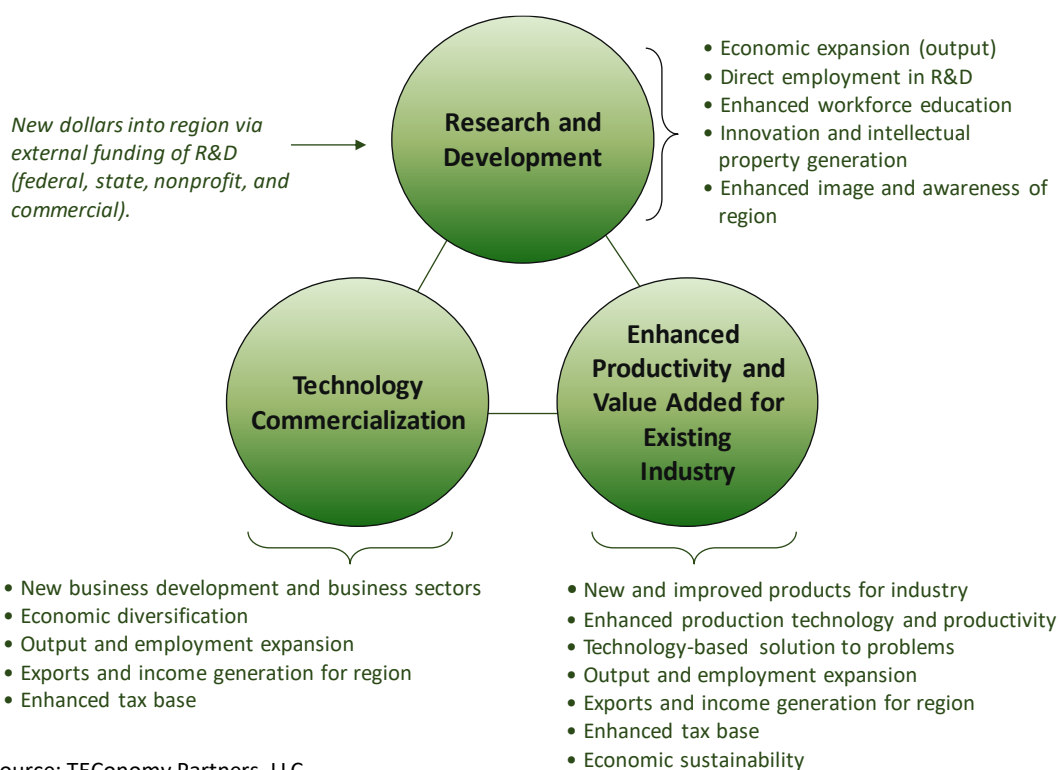 New dollars into region via
external funding of R&D
(federal, state, nonprofit, and
commercial).
Research and
Development
• Economic expansion (output)
• Direct employment in R&D
• Enhanced workforce education
• Innovation and intellectual
property generation
• Enhanced image and awareness of
region
Technology
Commercialization
Enhanced
Productivity and
Value Added for
Existing
Industry
• New business development and business sectors
• Economic diversification
• Output and employment expansion
• Exports and income generation for region
• Enhanced tax base
• New and improved products for industry
• Enhanced production technology and productivity
• Technology-based solution to problems
• Output and employment expansion
• Exports and income generation for region
• Enhanced tax base
• Economic sustainability
ource: TEConomy Partners, LLC